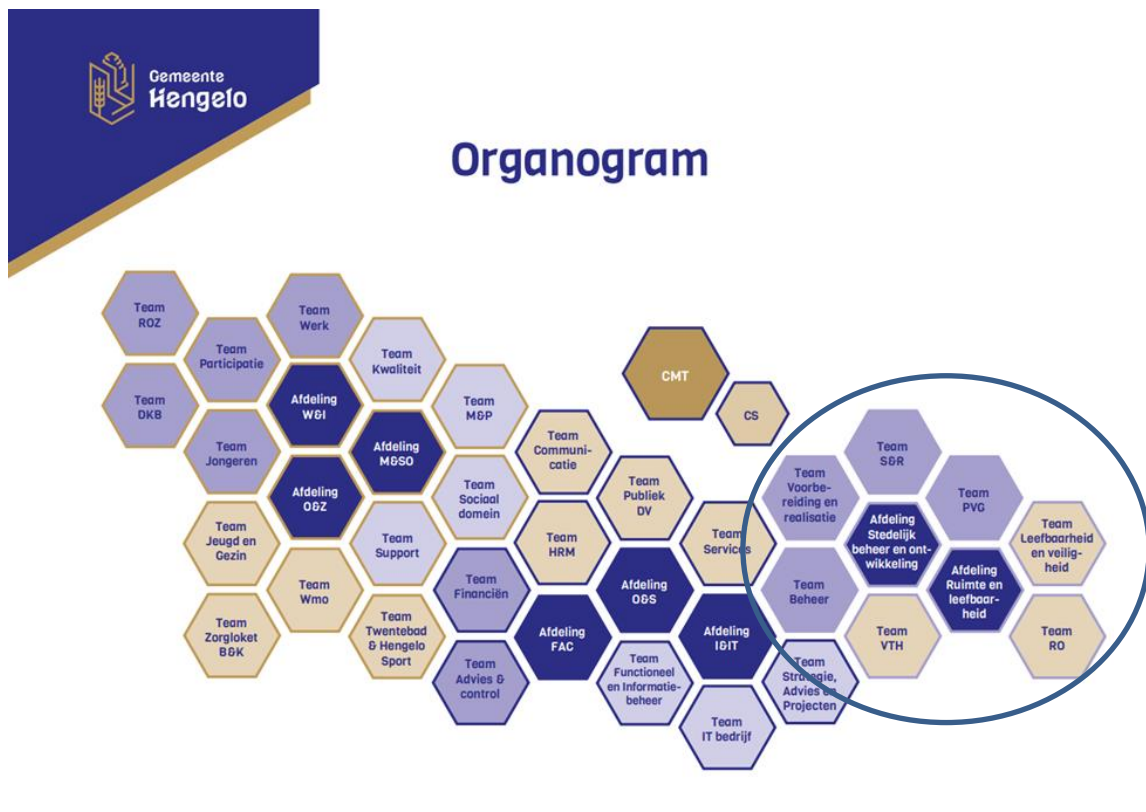 Gemeente
Hengelo
Organogram
Team
ROZ
Team
Participatie
Team
Werk
Team
Kwaliteit
Team
DKB
Afdeling
W&I
Team
M&P
CMT
CS
Team
Jongeren
Afdeling
M&SO
Team
Communi-
catie
Team
S&R
Afdeling
O&Z
Team
Sociaal
domein
Team
Publiek
DV
Team
Voorbe-
reiding en
realisatie
Team
PVG
Team
Jeugd en
Gezin
Team
Support
Team
HRM
Team
Services
Afdeling
Stedelijk
beheer en ont-
wikkeling
Team
Leefbaarheid
en veilig-
heid
Team
Wmo
Team
Financiën
Afdeling
O&S
Team
Beheer
Afdeling
Ruimte en
leefbaar-
heid
Team
Zorgloket
B&K
Team
Twentebad
& Hengelo
Sport
Afdeling
FAC
Afdeling
I&IT
Team
VTH
Team
RO
Team
Advies &
control
Team
Functioneel
en Informatie-
beheer
Team
Strategie,
Advies en
Projecten
Team
IT bedrijf